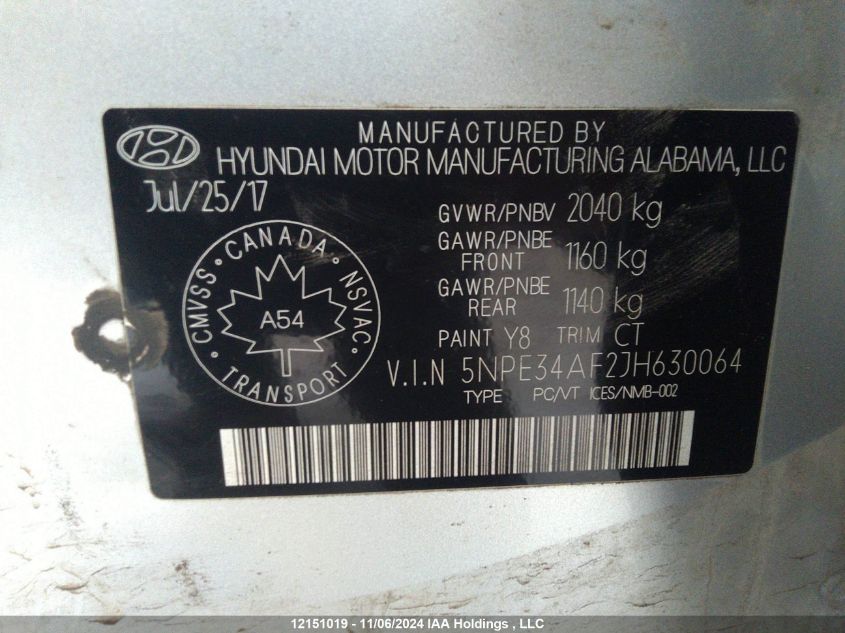 MANUFACTURED BY
HYUNDAI MOTOR MANUFACTURING ALABAMA, LLC
Jul/25/17
GVWR/PNBV 2040 kg
GAWR/PNBE FRONT 1160 kg
GAWR/PNBE REAR 1140 kg
PAINT Y8 TRIM CT
V.I.N 5NPE34AF2JH630064
TYPE PC/VT ICES/NMB-002
CMVSS • CANADA • NSVAC • TRANSPORT •
A54
12151019 - 11/06/2024 IAA Holdings , LLC